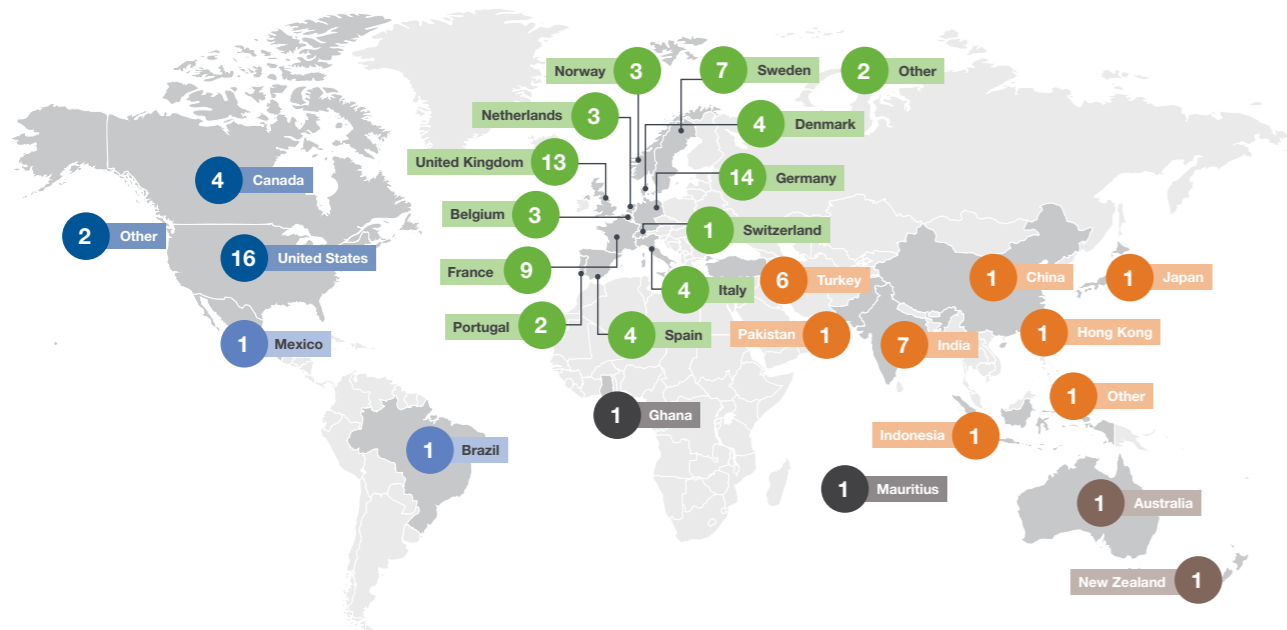 Norway 3
7 Sweden
2 Other
Netherlands 3
4 Denmark
United Kingdom 13
14 Germany
4 Canada
Belgium 3
1 Switzerland
2 Other
16 United States
France 9
4 Italy
6 Turkey
1 China
1 Japan
Portugal 2
4 Spain
Pakistan 1
7 India
1 Hong Kong
1 Mexico
1 Other
1 Ghana
Indonesia 1
1 Brazil
1 Mauritius
1 Australia
New Zealand 1